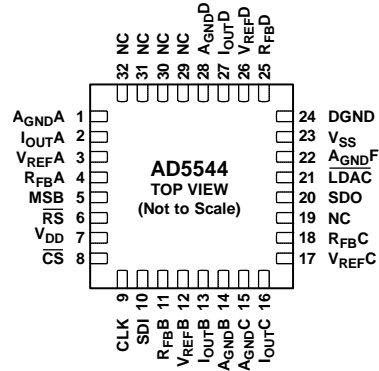 32 NC
31 NC
30 NC
29 NC
28 AGNDD
27 IOUTD
26 VREFD
25 RFBD
AGNDA 1
IOUTA 2
VREFA 3
RFBA 4
MSB 5
RS 6
VDD 7
CS 8
AD5544
TOP VIEW
(Not to Scale)
24 DGND
23 VSS
22 AGNDF
21 LDAC
20 SDO
19 NC
18 RFBC
17 VREFC
CLK 9
SDI 10
RFBB 11
VREFB 12
IOUTB 13
AGNDB 14
AGNDC 15
IOUTC 16